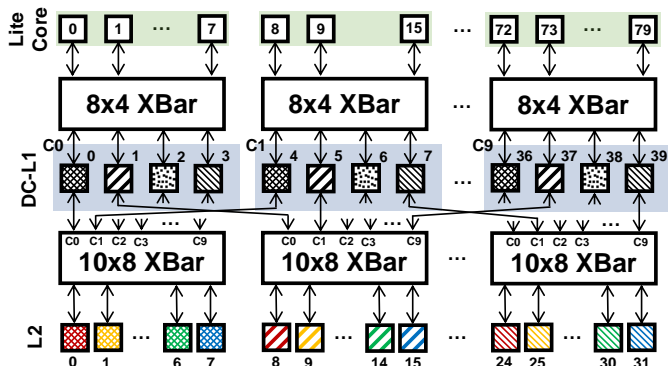 Lite Core
0 1 ... 7 8 9 15 ... 72 73 ... 79
8x4 XBar 8x4 XBar ... 8x4 XBar
C0 C1 C9
DC-L1
0 1 2 3 4 5 6 7 ... 36 37 38 39
... ... ...
C0 C1 C2 C3 C9 C0 C1 C2 C3 C9 C0 C1 C2 C3 C9
10x8 XBar 10x8 XBar ... 10x8 XBar
L2
... ... ... ...
0 1 6 7 8 9 14 15 24 25 30 31